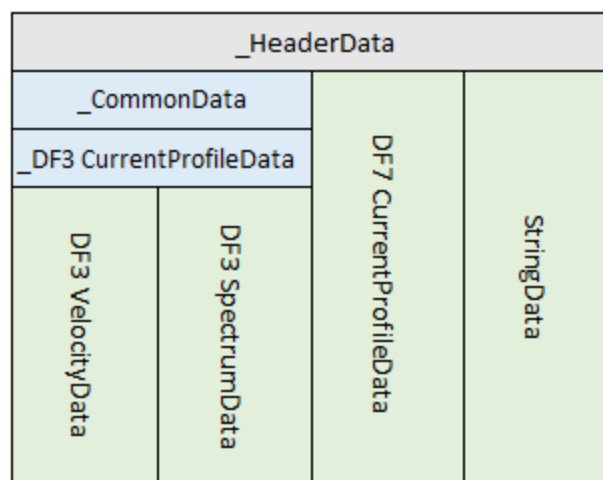 _HeaderData
_CommonData
_DF3 CurrentProfileData
DF3 VelocityData
DF3 SpectrumData
DF7 CurrentProfileData
StringData